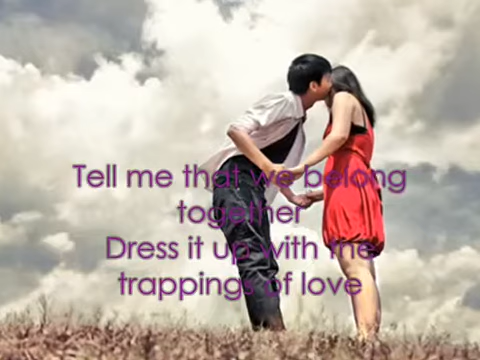 Tell me that we belong
together
Dress it up with the
trappings of love